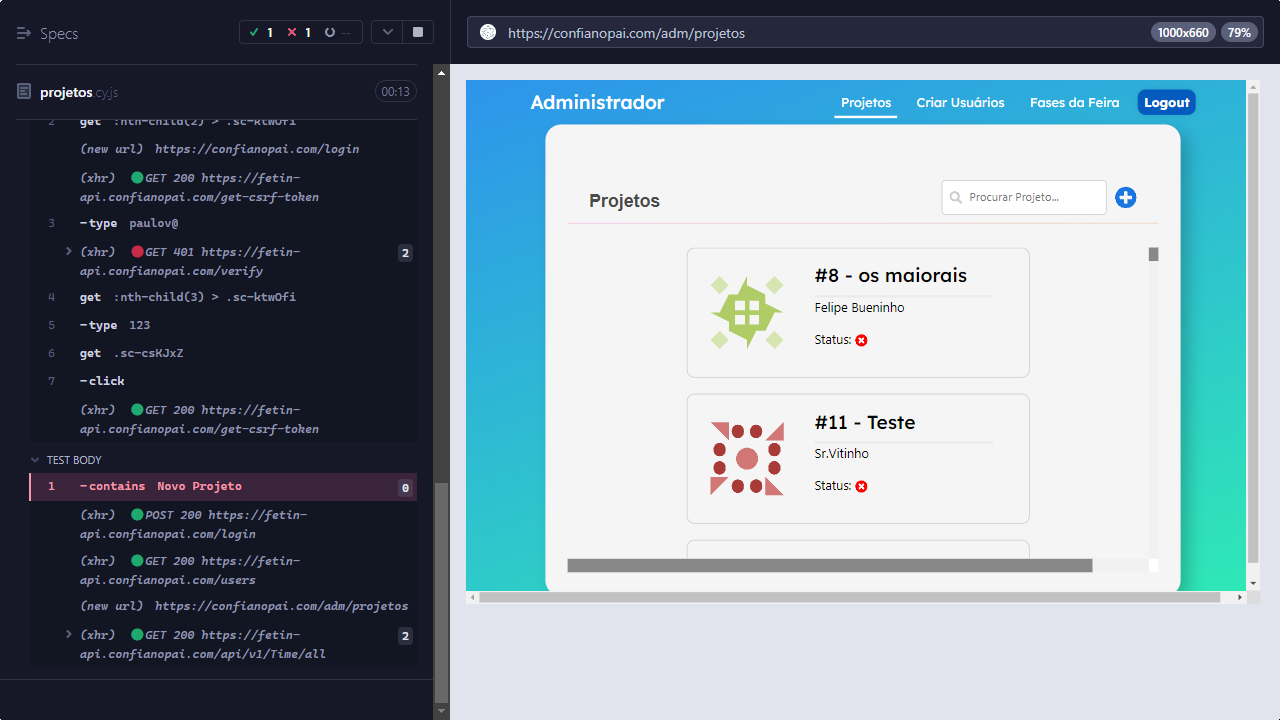 Specs
1
1
--
https://confianopai.com/adm/projetos
1000x660
79%
projetos.cy.js
00:13
2 get :nth-child(2) > .sc-ktwOfi
(new url) https://confianopai.com/login
(xhr) GET 200 https://fetin-
api.confianopai.com/get-csrf-token
3 -type paulov@
(xhr) GET 401 https://fetin-
api.confianopai.com/verify
2
4 get :nth-child(3) > .sc-ktwOfi
5 -type 123
6 get .sc-csKJxZ
7 -click
(xhr) GET 200 https://fetin-
api.confianopai.com/get-csrf-token
TEST BODY
1 -contains Novo Projeto 0
(xhr) POST 200 https://fetin-
api.confianopai.com/login
(xhr) GET 200 https://fetin-
api.confianopai.com/users
(new url) https://confianopai.com/adm/projetos
(xhr) GET 200 https://fetin-
api.confianopai.com/api/v1/Time/all
2
Administrador
Projetos
Criar Usuários
Fases da Feira
Logout
Projetos
Procurar Projeto...
#8 - os maiorais
Felipe Bueninho
Status:
#11 - Teste
Sr.Vitinho
Status: